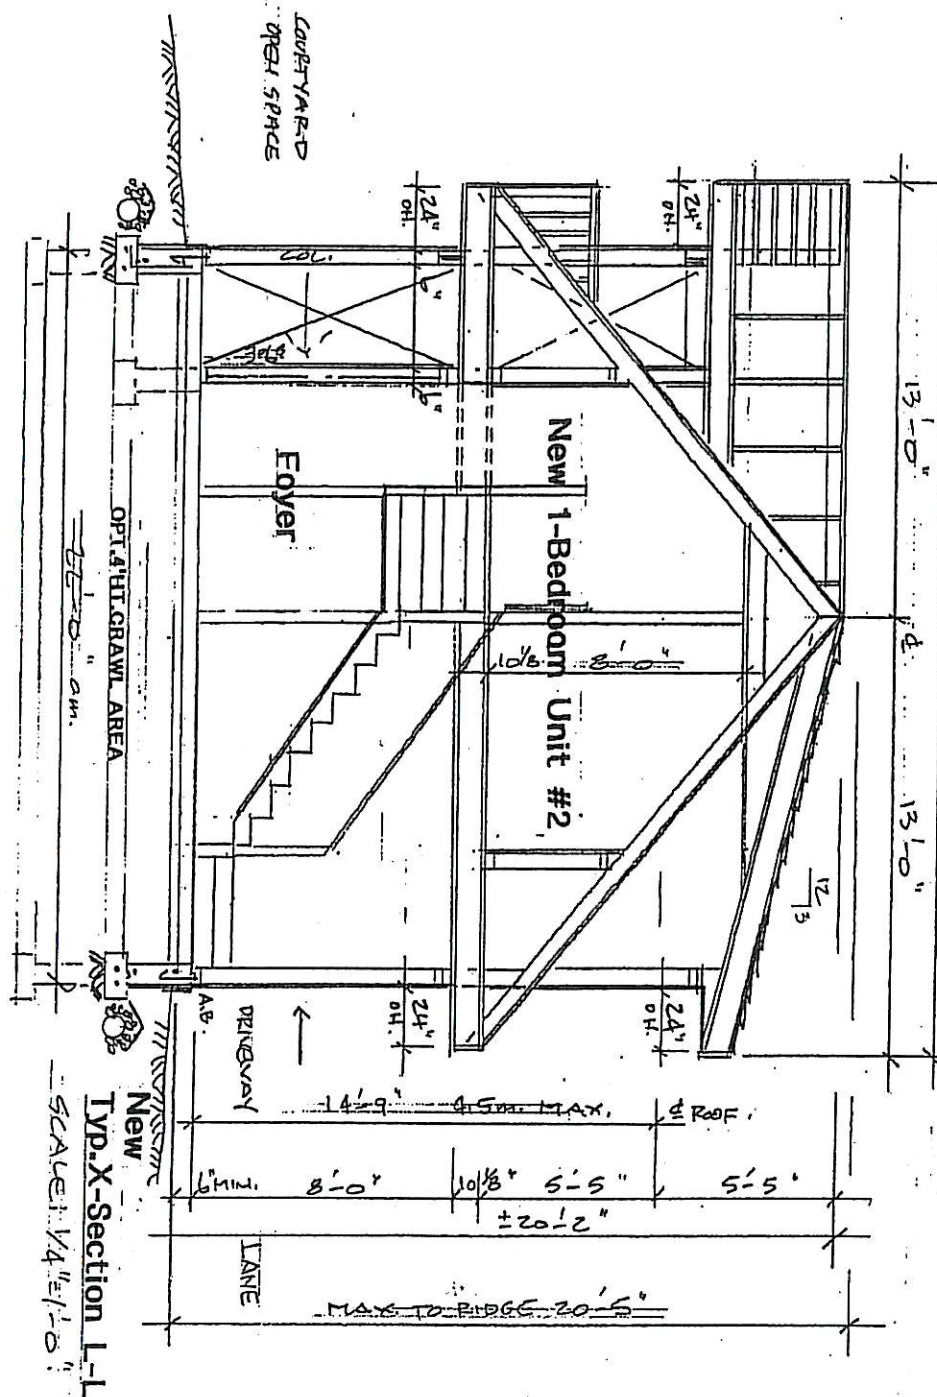 COURTYARD
OPEN SPACE
13'-0"
13'-0"
24"
O.H.
24"
O.H.
COL.
6"
6"
Foyer
New 1-Bedroom Unit #2
10 1/8
8'-0"
12
3
OPT.4'HT.CRAWL AREA
24"
O.H.
24"
O.H.
A.B.
DRIVEWAY
14'-9"
4.5m. MAX.
₵ ROOF.
6"MIN.
8'-0"
10 1/8"
5'-5"
5'-5"
±20'-2"
LANE
MAX TO RIDGE 20'-5"
New
Typ.X-Section L-L
SCALE: 1/4"=1'-0"